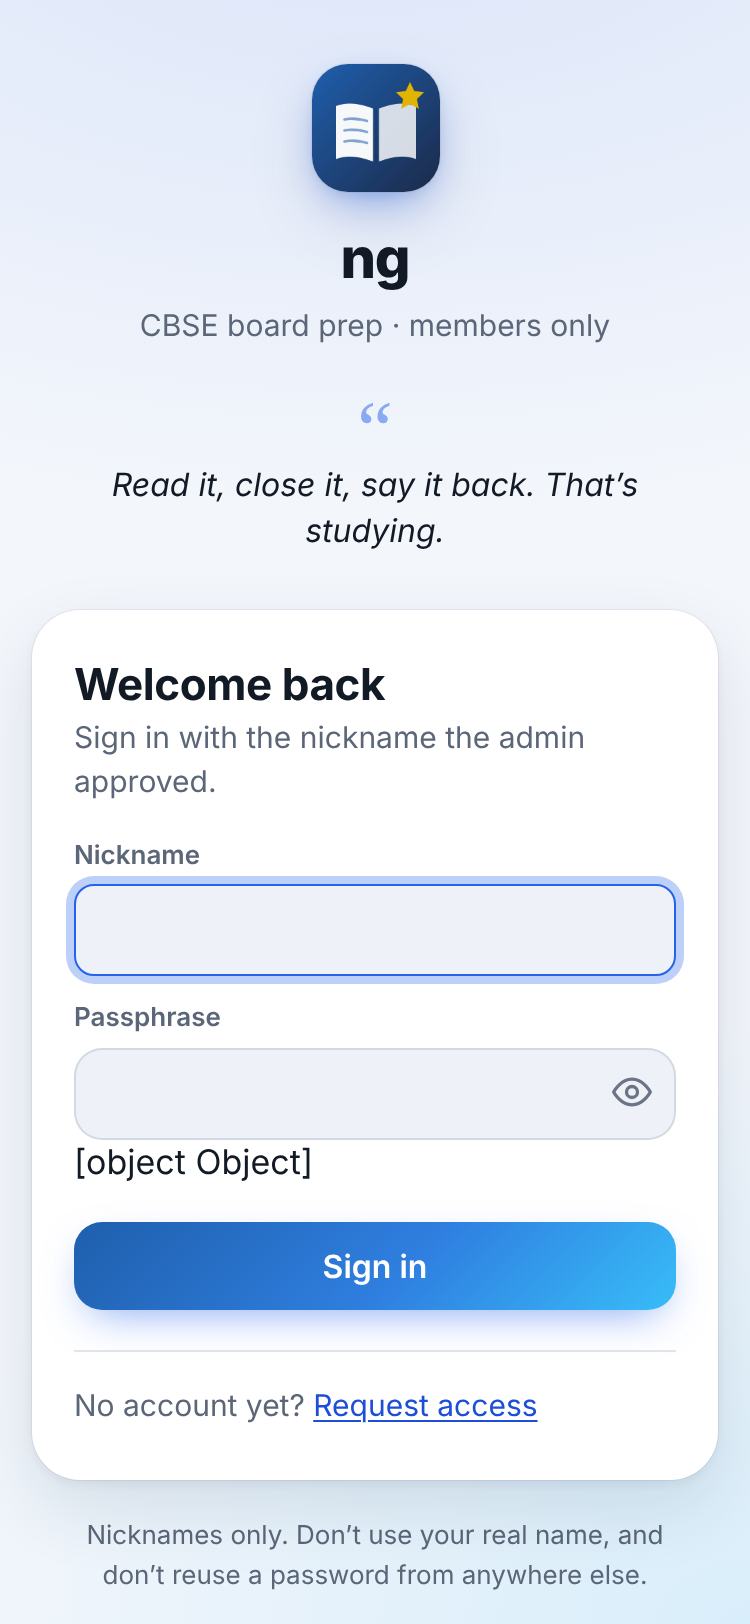 ng
CBSE board prep · members only
“
Read it, close it, say it back. That’s
studying.
Welcome back
Sign in with the nickname the admin
approved.
Nickname
Passphrase
[object Object]
Sign in
No account yet? Request access
Nicknames only. Don’t use your real name, and
don’t reuse a password from anywhere else.